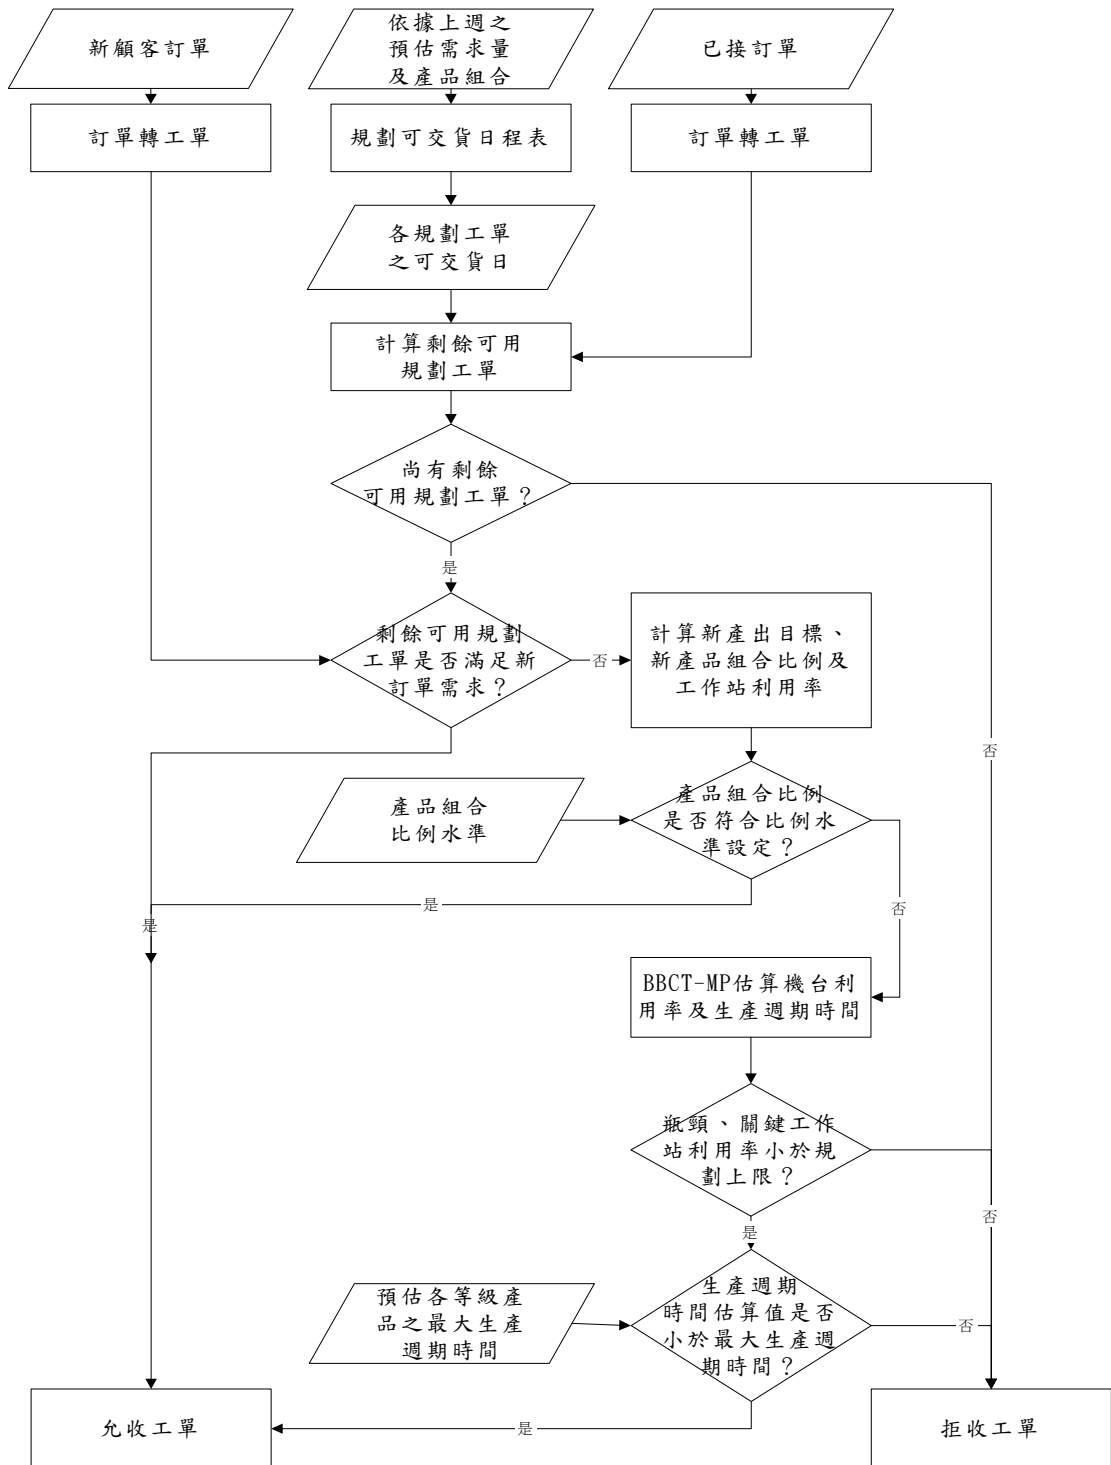 新顧客訂單
依據上週之
預估需求量
及產品組合
已接訂單
訂單轉工單
規劃可交貨日程表
訂單轉工單
各規劃工單
之可交貨日
計算剩餘可用
規劃工單
尚有剩餘
可用規劃工單？
是
剩餘可用規劃
工單是否滿足新
訂單需求？
否
計算新產出目標、
新產品組合比例及
工作站利用率
否
產品組合
比例水準
產品組合比例
是否符合比例水
準設定？
是
是
否
BBCT-MP估算機台利
用率及生產週期時間
瓶頸、關鍵工作
站利用率小於規
劃上限？
否
是
預估各等級產
品之最大生產
週期時間
生產週期
時間估算值是否
小於最大生產週
期時間？
否
允收工單
是
拒收工單